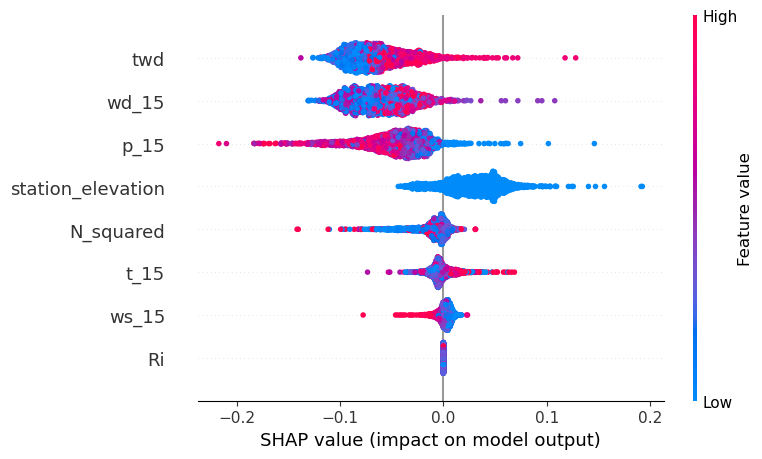 High
twd
wd_15
p_15
station_elevation
N_squared
t_15
ws_15
Ri
Feature value
Low
−0.2 −0.1 0.0 0.1 0.2
SHAP value (impact on model output)